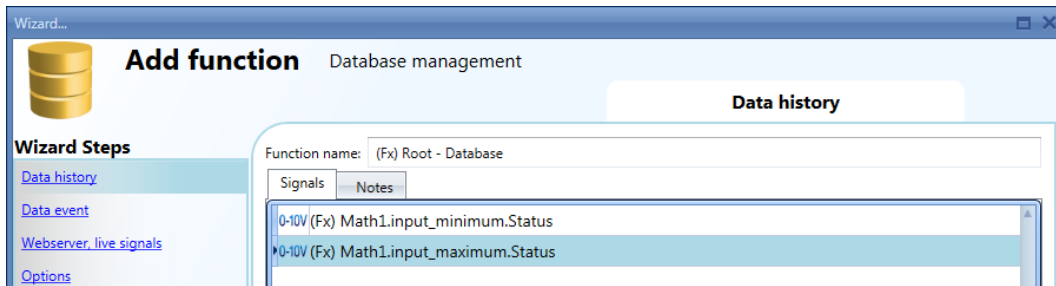 Wizard...
Add function Database management
Data history
Wizard Steps
Data history
Data event
Webserver, live signals
Options
Function name: (Fx) Root - Database
Signals Notes
0-10V (Fx) Math1.input_minimum.Status
0-10V (Fx) Math1.input_maximum.Status